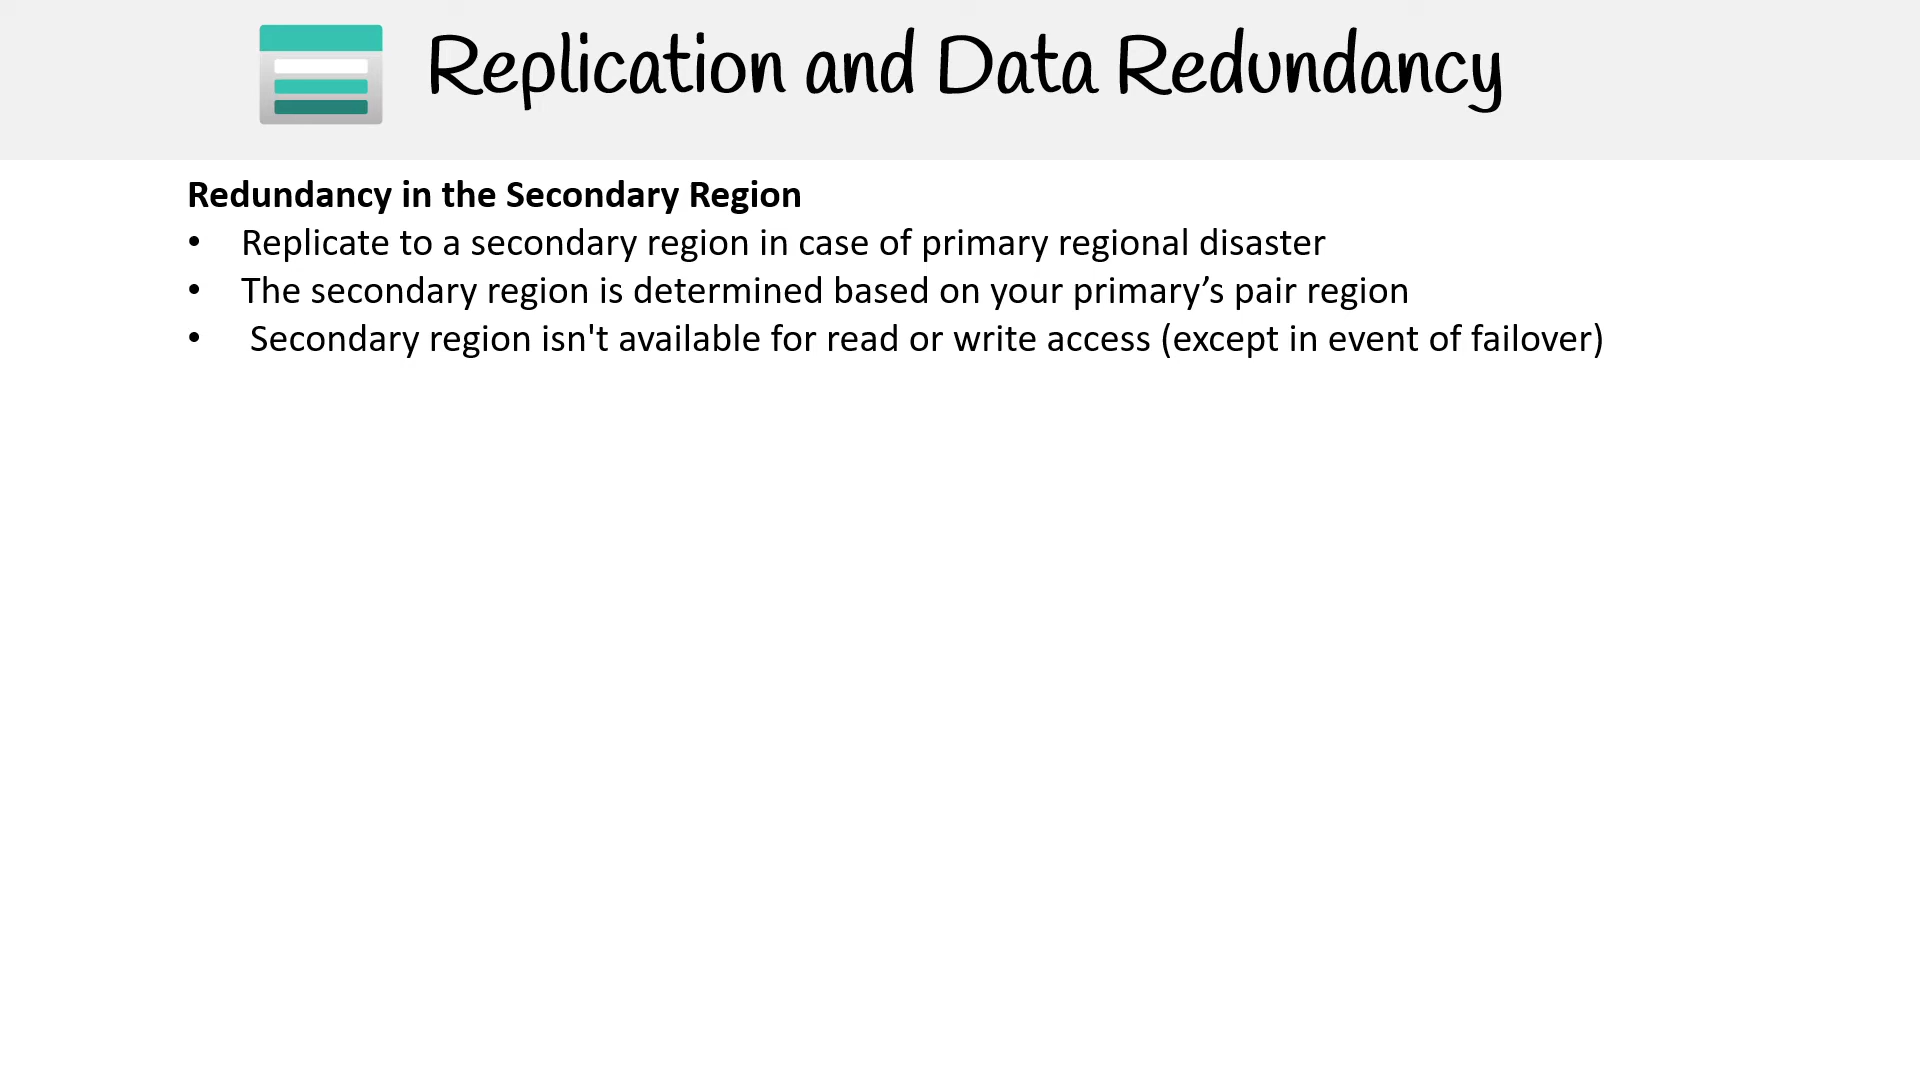 Replication and Data Redundancy
Redundancy in the Secondary Region
• Replicate to a secondary region in case of primary regional disaster
• The secondary region is determined based on your primary’s pair region
• Secondary region isn't available for read or write access (except in event of failover)